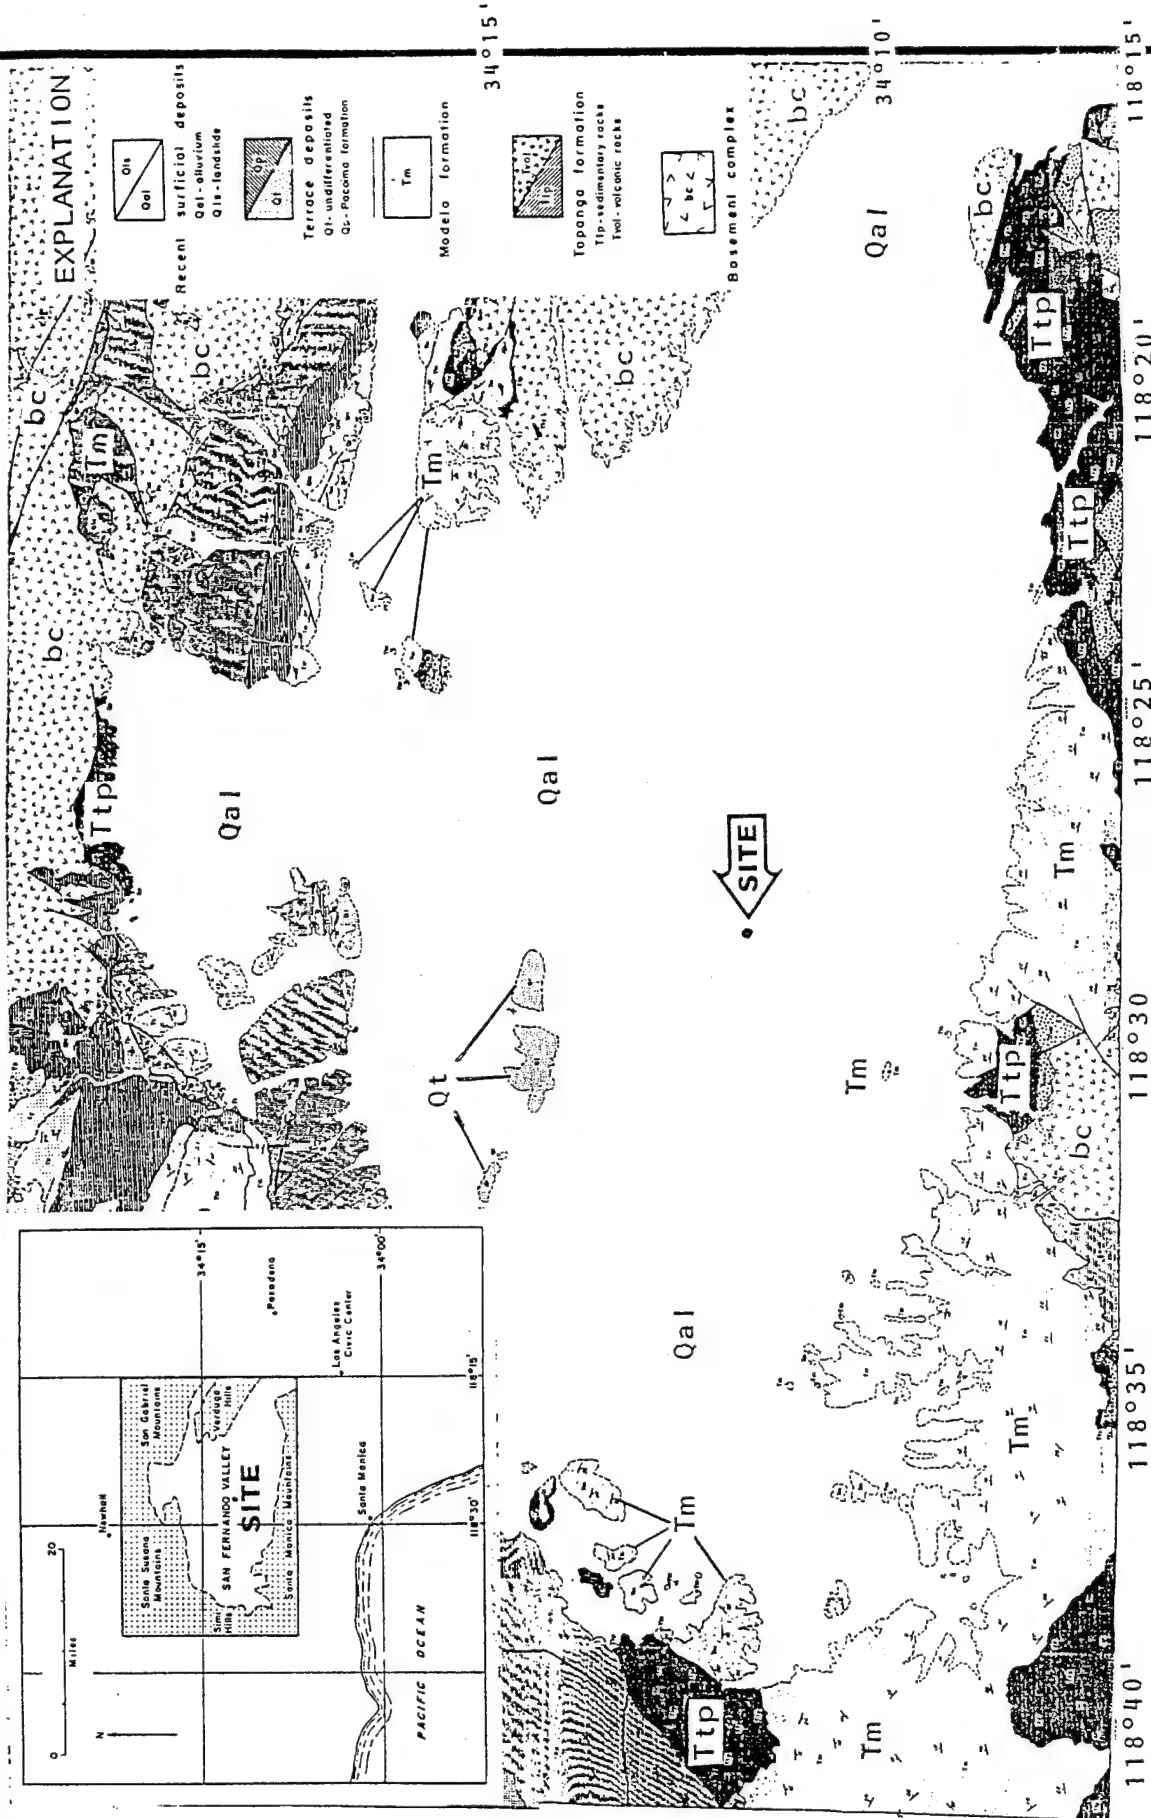 EXPLANATION
Qal
Qls
Recent surficial deposits
Qal-alluvium
Qls-landslide
Qt
Qp
Terrace deposits
Qt-undifferentiated
Qc-Pacoima formation
Tm
Modelo formation
Ttp
Tvol
Topanga formation
Ttp-sedimentary rocks
Tvol-volcanic rocks
bc
Basement complex
34°15'
34°10'
118°15'
118°20'
118°25'
118°30
118°35'
118°40'
bc
bc
bc
bc
bc
bc
bc
Tm
Tm
Ttp
Qal
Qal
Qal
Qal
Qt
SITE
Tm
Tm
Tm
Tm
Tm
Ttp
Ttp
Ttp
Ttp
0
20
Miles
N
Newhall
Santa Susana
Mountains
San Gabriel
Mountains
Verdugo
Hills
SAN FERNANDO VALLEY
SITE
Simi
Hills
Santa Monica Mountains
34°15'
Pasadena
Los Angeles
Civic Center
Santa Monica
34°00'
118°30'
118°15'
PACIFIC OCEAN